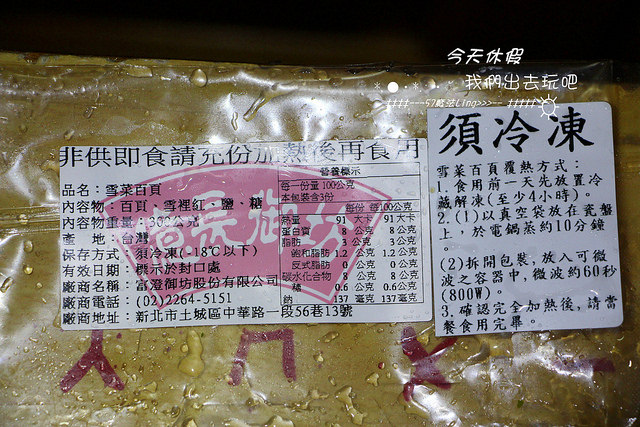 今天休假
我們出去玩吧
非供即食請充份加熱後再食用
品名：雪菜百頁
內容物：百頁、雪裡紅、鹽、糖
內容物重量：300公克
產　地：台灣
保存方式：須冷凍(-18℃以下)
有效日期：標示於封口處
廠商名稱：富澄御坊股份有限公司
廠商電話：(02)2264-5151
廠商地址：新北市土城區中華路一段56巷13號
營養標示
每一份量 100公克
本包裝含3份
每份 每100公克
熱量 91 大卡 91 大卡
蛋白質 8 公克 8 公克
脂肪 3 公克 3 公克
飽和脂肪 1.2 公克 1.2 公克
反式脂肪 0 公克 0 公克
碳水化合物 8 公克 8 公克
糖 0.6 公克 0.6 公克
鈉 137 毫克 137 毫克
須冷凍
雪菜百頁覆熱方式：
1.食用前一天先放置冷
藏解凍(至少4小時)。
2.(1)以真空袋放在瓷盤
上，於電鍋蒸約10分鐘
。
(2)拆開包裝，放入可微
波之容器中，微波約60秒
(800W)。
3.確認完全加熱後，請當
餐食用完畢。